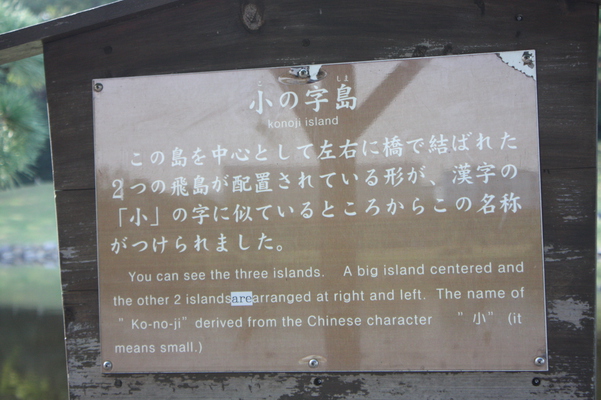 小の字島
konoji island
この島を中心として左右に橋で結ばれた
2つの飛島が配置されている形が、漢字の
「小」の字に似ているところからこの名称
がつけられました。
You can see the three islands. A big island centered and
the other 2 islands are arranged at right and left. The name of
"Ko-no-ji" derived from the Chinese character "小" (it
means small.)